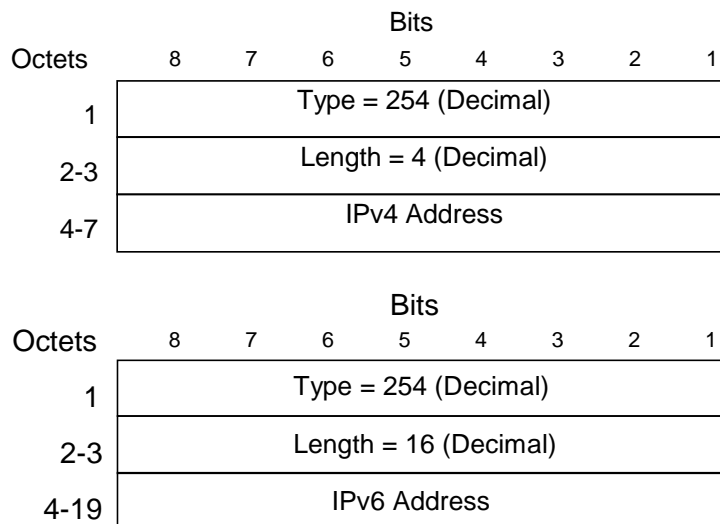 Bits
Octets 8 7 6 5 4 3 2 1
1 Type = 254 (Decimal)
2-3 Length = 4 (Decimal)
4-7 IPv4 Address
Bits
Octets 8 7 6 5 4 3 2 1
1 Type = 254 (Decimal)
2-3 Length = 16 (Decimal)
4-19 IPv6 Address